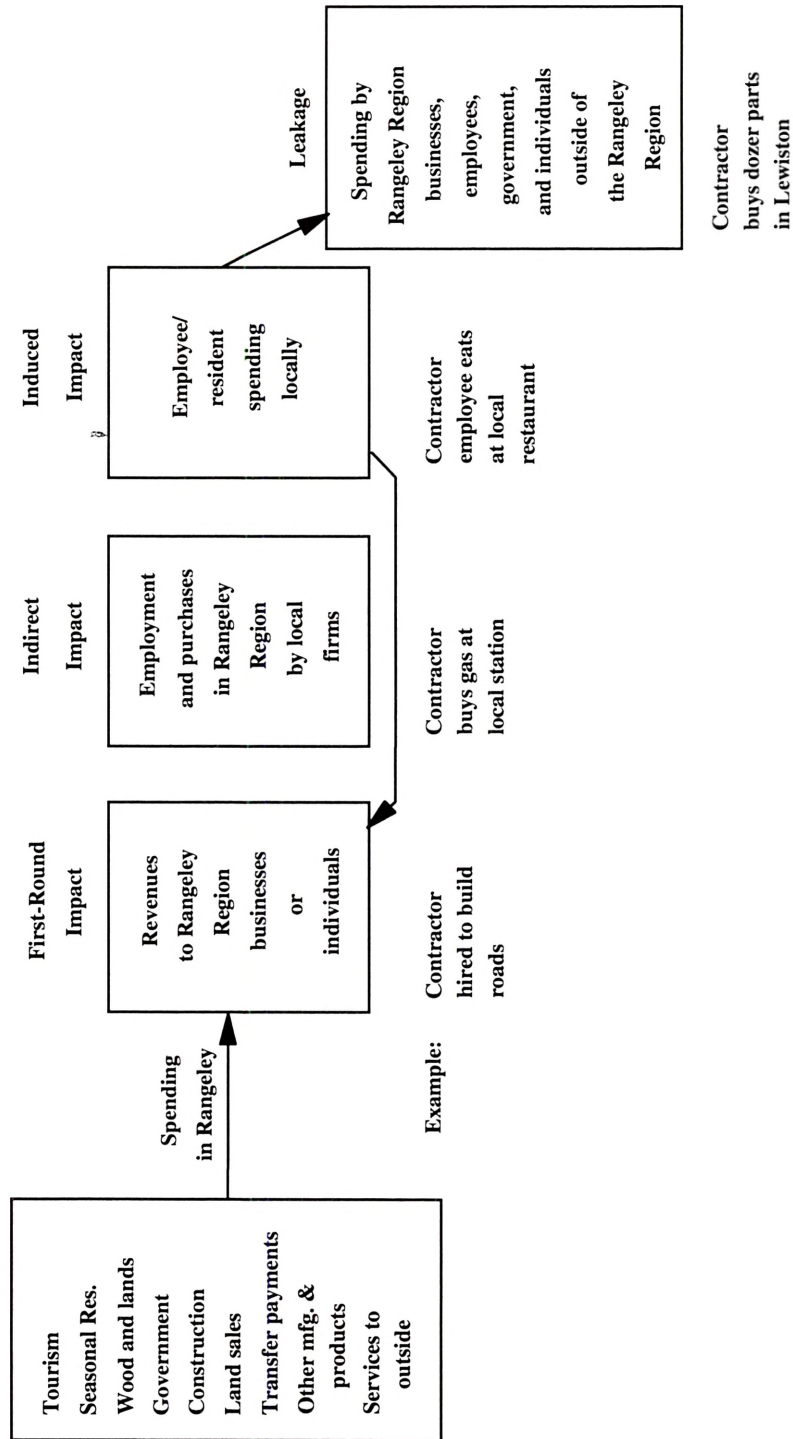 Tourism
Seasonal Res.
Wood and lands
Government
Construction
Land sales
Transfer payments
Other mfg. &
products
Services to
outside
Spending
in Rangeley
First-Round
Impact
Revenues
to Rangeley
Region
businesses
or
individuals
Indirect
Impact
Employment
and purchases
in Rangeley
Region
by local
firms
Induced
Impact
Employee/
resident
spending
locally
Leakage
Spending by
Rangeley Region
businesses,
employees,
government,
and individuals
outside of
the Rangeley
Region
Example:
Contractor
hired to build
roads
Contractor
buys gas at
local station
Contractor
employee eats
at local
restaurant
Contractor
buys dozer parts
in Lewiston